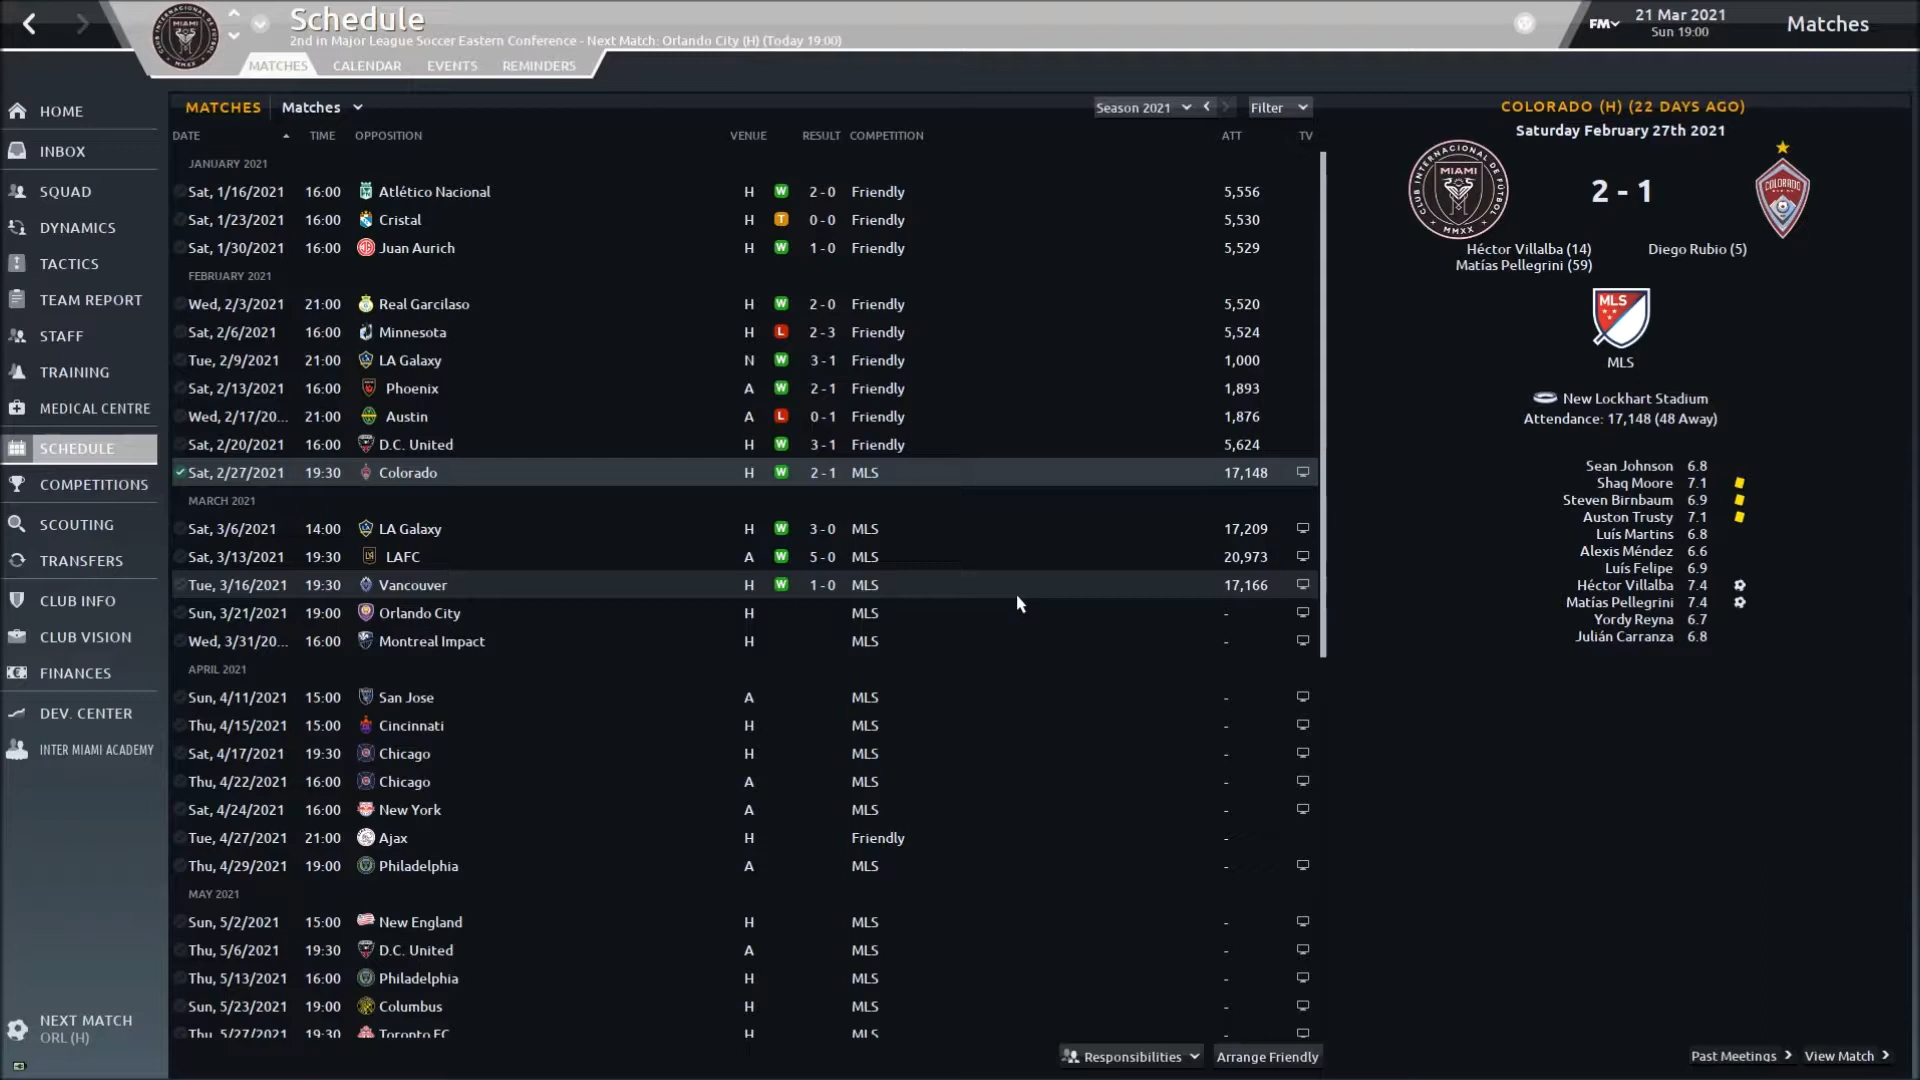 Schedule
2nd in Major League Soccer Eastern Conference - Next Match: Orlando City (H) (Today 19:00)
FM
21 Mar 2021
Sun 19:00
Matches
MATCHES CALENDAR EVENTS REMINDERS
HOME
INBOX
SQUAD
DYNAMICS
TACTICS
TEAM REPORT
STAFF
TRAINING
MEDICAL CENTRE
SCHEDULE
COMPETITIONS
SCOUTING
TRANSFERS
CLUB INFO
CLUB VISION
FINANCES
DEV. CENTER
INTER MIAMI ACADEMY
NEXT MATCH
ORL (H)
MATCHES Matches Season 2021 Filter
DATE TIME OPPOSITION VENUE RESULT COMPETITION ATT TV
JANUARY 2021
Sat, 1/16/2021 16:00 Atlético Nacional H W 2 - 0 Friendly 5,556
Sat, 1/23/2021 16:00 Cristal H T 0 - 0 Friendly 5,530
Sat, 1/30/2021 16:00 Juan Aurich H W 1 - 0 Friendly 5,529
FEBRUARY 2021
Wed, 2/3/2021 21:00 Real Garcilaso H W 2 - 0 Friendly 5,520
Sat, 2/6/2021 16:00 Minnesota H L 2 - 3 Friendly 5,524
Tue, 2/9/2021 21:00 LA Galaxy N W 3 - 1 Friendly 1,000
Sat, 2/13/2021 16:00 Phoenix A W 2 - 1 Friendly 1,893
Wed, 2/17/20... 21:00 Austin A L 0 - 1 Friendly 1,876
Sat, 2/20/2021 16:00 D.C. United H W 3 - 1 Friendly 5,624
Sat, 2/27/2021 19:30 Colorado H W 2 - 1 MLS 17,148
MARCH 2021
Sat, 3/6/2021 14:00 LA Galaxy H W 3 - 0 MLS 17,209
Sat, 3/13/2021 19:30 LAFC A W 5 - 0 MLS 20,973
Tue, 3/16/2021 19:30 Vancouver H W 1 - 0 MLS 17,166
Sun, 3/21/2021 19:00 Orlando City H MLS -
Wed, 3/31/20... 16:00 Montreal Impact H MLS -
APRIL 2021
Sun, 4/11/2021 15:00 San Jose A MLS -
Thu, 4/15/2021 15:00 Cincinnati H MLS -
Sat, 4/17/2021 19:30 Chicago H MLS -
Thu, 4/22/2021 16:00 Chicago A MLS -
Sat, 4/24/2021 16:00 New York A MLS -
Tue, 4/27/2021 21:00 Ajax H Friendly -
Thu, 4/29/2021 19:00 Philadelphia A MLS -
MAY 2021
Sun, 5/2/2021 15:00 New England H MLS -
Thu, 5/6/2021 19:30 D.C. United A MLS -
Thu, 5/13/2021 16:00 Philadelphia H MLS -
Sun, 5/23/2021 19:00 Columbus H MLS -
Thu, 5/27/2021 19:30 Toronto FC H MLS -
Responsibilities Arrange Friendly
COLORADO (H) (22 DAYS AGO)
Saturday February 27th 2021
CLUB INTERNACIONAL DE FÚTBOL MIAMI MMXX
2 - 1
COLORADO
Héctor Villalba (14) Diego Rubio (5)
Matías Pellegrini (59)
MLS
MLS
New Lockhart Stadium
Attendance: 17,148 (48 Away)
Sean Johnson 6.8
Shaq Moore 7.1
Steven Birnbaum 6.9
Auston Trusty 7.1
Luís Martins 6.8
Alexis Méndez 6.6
Luís Felipe 6.9
Héctor Villalba 7.4
Matías Pellegrini 7.4
Yordy Reyna 6.7
Julián Carranza 6.8
Past Meetings View Match